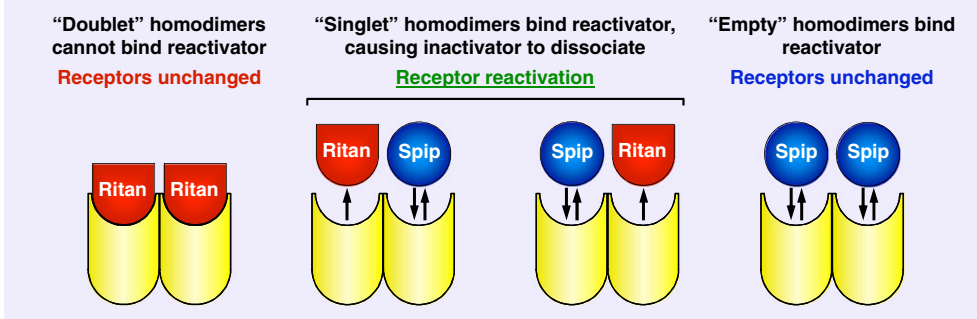 “Doublet” homodimers
cannot bind reactivator
Receptors unchanged
“Singlet” homodimers bind reactivator,
causing inactivator to dissociate
Receptor reactivation
“Empty” homodimers bind
reactivator
Receptors unchanged
Ritan
Ritan
Ritan
Spip
Spip
Ritan
Spip
Spip